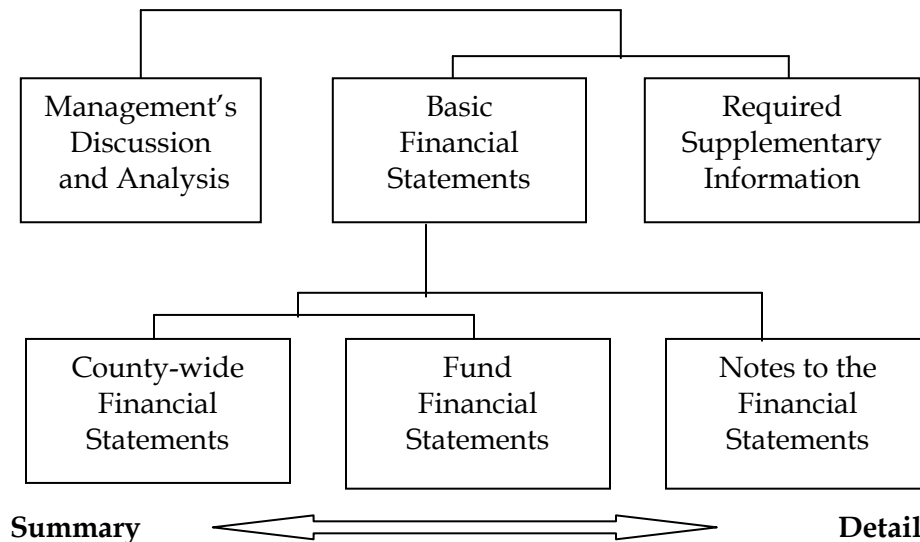 Management’s
Discussion
and Analysis
Basic
Financial
Statements
Required
Supplementary
Information
County-wide
Financial
Statements
Fund
Financial
Statements
Notes to the
Financial
Statements
Summary
Detail